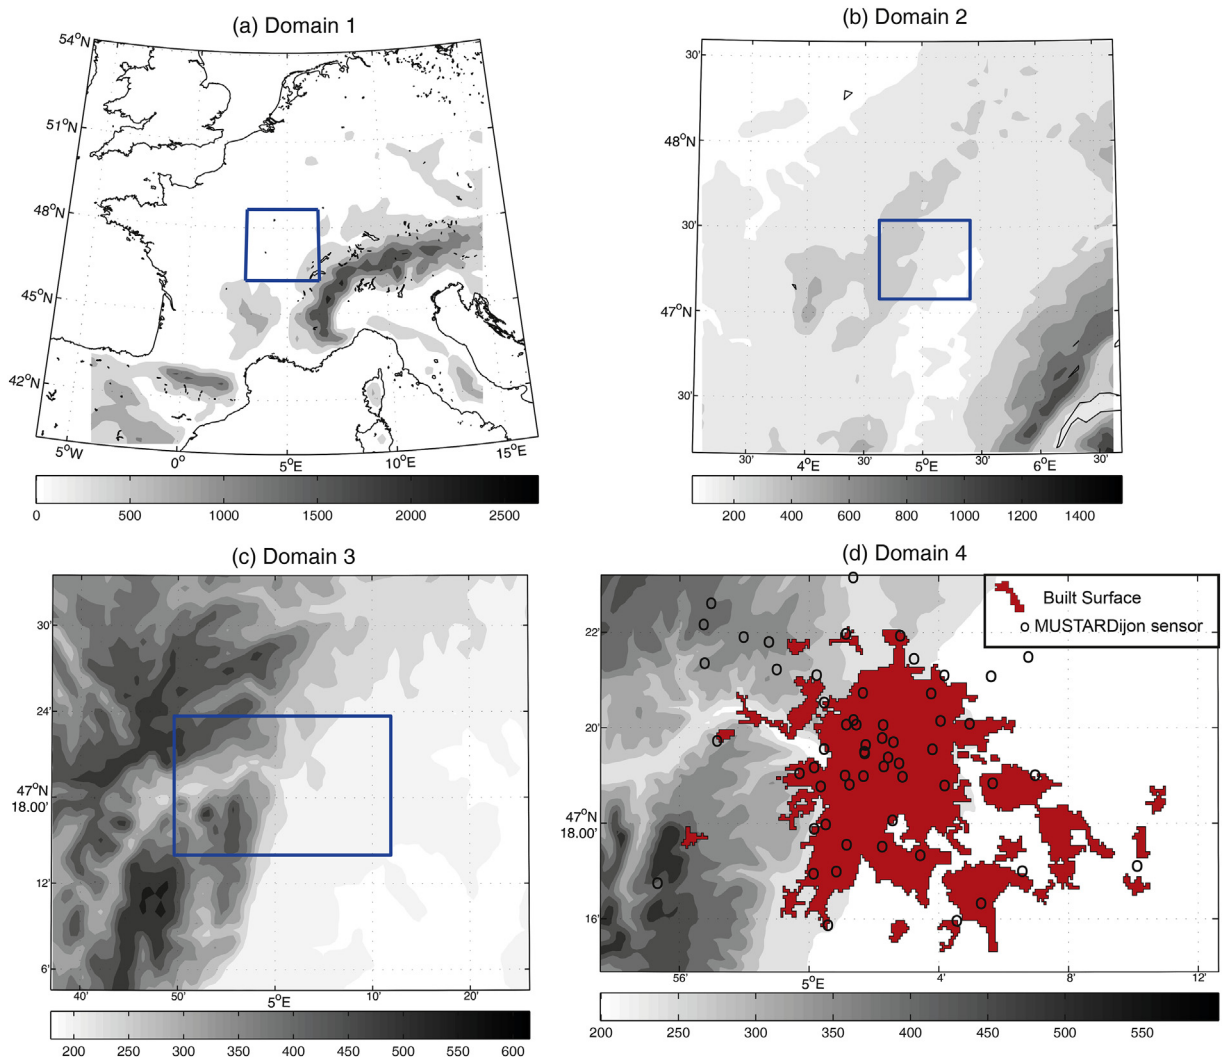 (a) Domain 1
54°N
51°N
48°N
45°N
42°N
5°W
0°
5°E
10°E
15°E
0 500 1000 1500 2000 2500
(b) Domain 2
30'
48°N
30'
47°N
30'
30'
4°E
30'
5°E
30'
6°E
30'
200 400 600 800 1000 1200 1400
(c) Domain 3
30'
24'
47°N
18.00'
12'
6'
40'
50'
5°E
10'
20'
200 250 300 350 400 450 500 550 600
(d) Domain 4
Built Surface
MUSTARDijon sensor
22'
20'
47°N
18.00'
16'
56'
5°E
4'
8'
12'
200 250 300 350 400 450 500 550